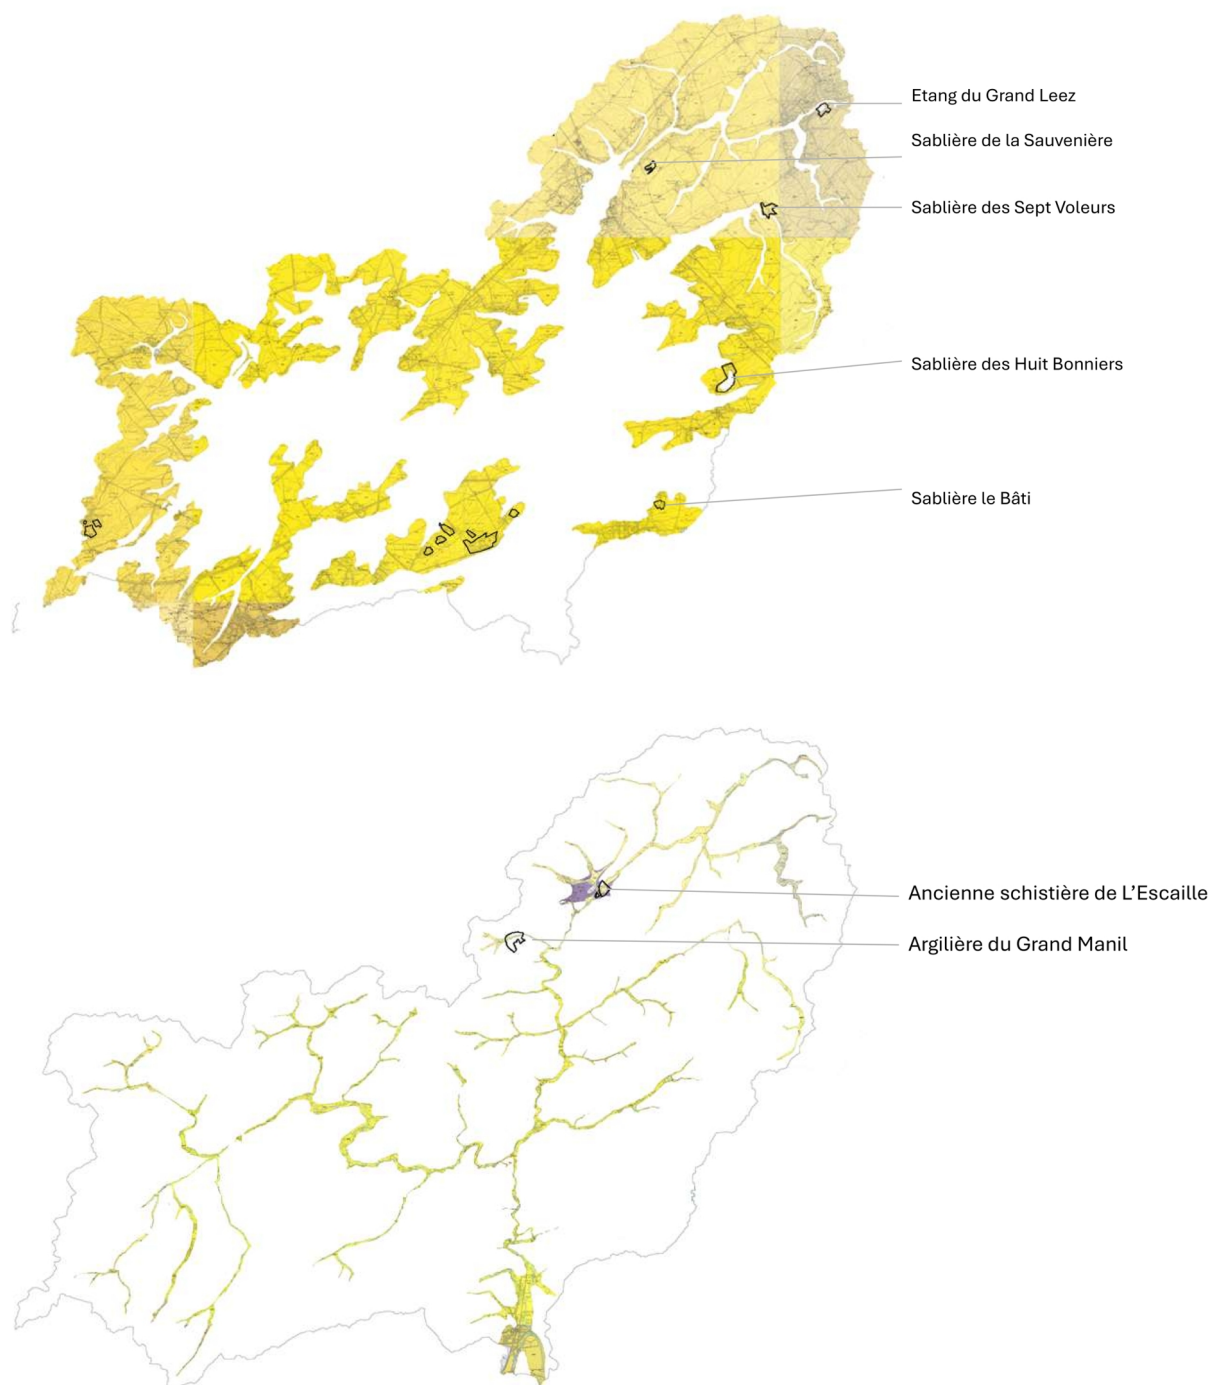 Etang du Grand Leez
Sablière de la Sauvenière
Sablière des Sept Voleurs
Sablière des Huit Bonniers
Sablière le Bâti
Ancienne schistière de L’Escaille
Argilière du Grand Manil